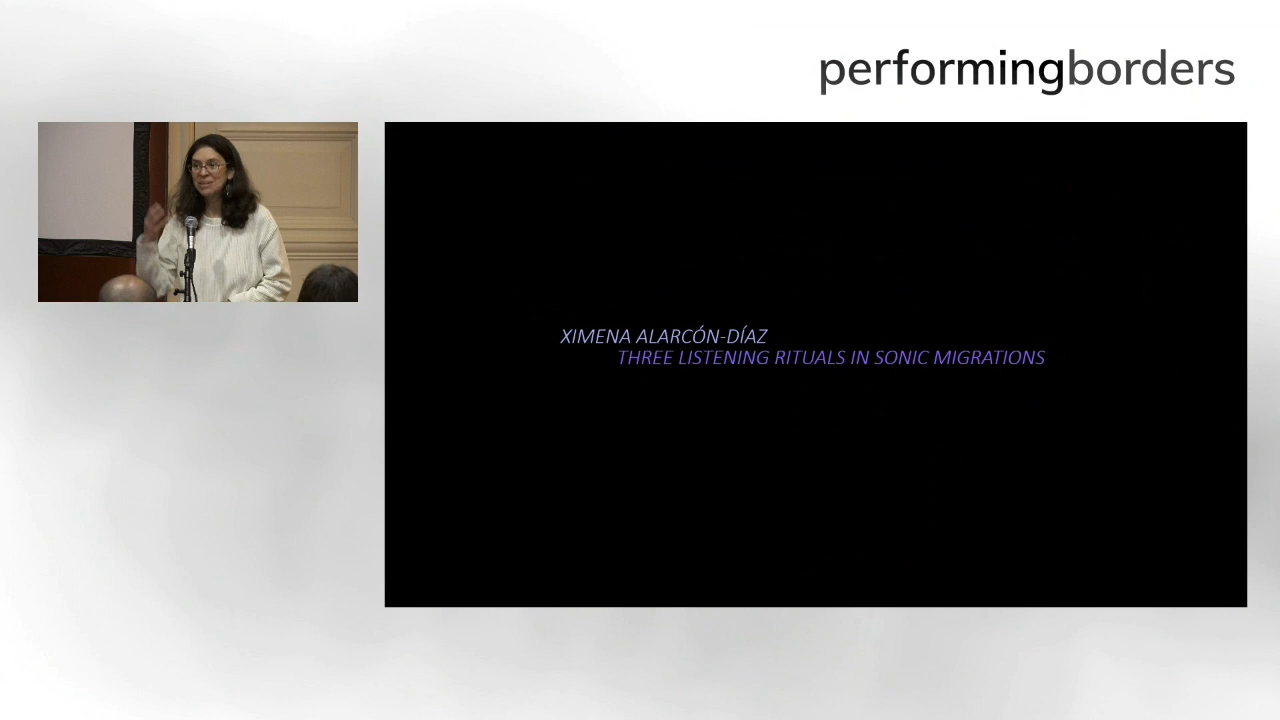 performingborders
XIMENA ALARCÓN-DÍAZ
THREE LISTENING RITUALS IN SONIC MIGRATIONS